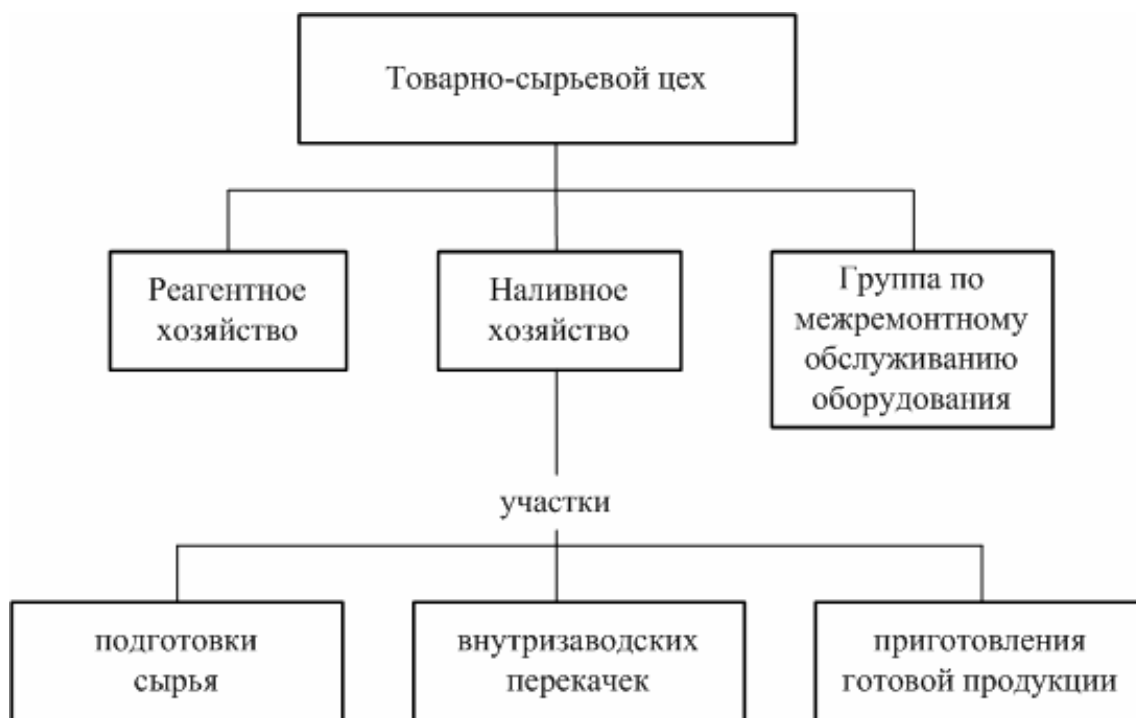 Товарно-сырьевой цех
Реагентное
хозяйство
Наливное
хозяйство
Группа по
межремонтному
обслуживанию
оборудования
участки
подготовки
сырья
внутризаводских
перекачек
приготовления
готовой продукции